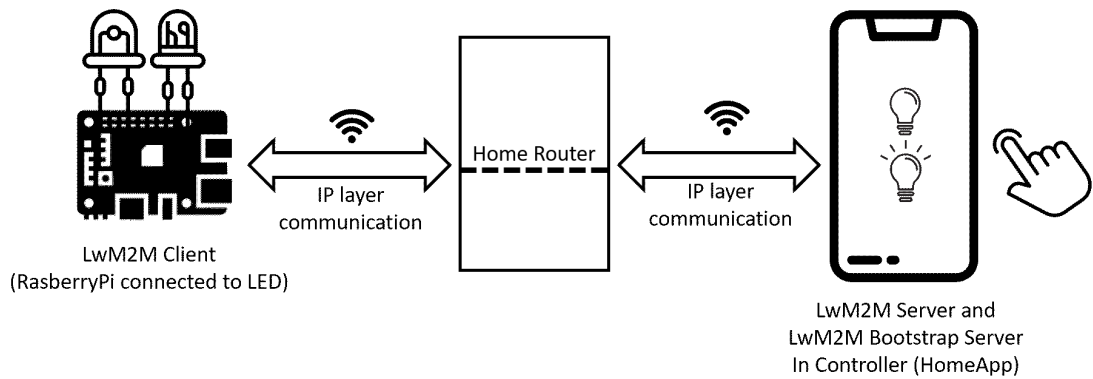 Home Router
IP layer
communication
IP layer
communication
LwM2M Client
(RasberryPi connected to LED)
LwM2M Server and
LwM2M Bootstrap Server
In Controller (HomeApp)